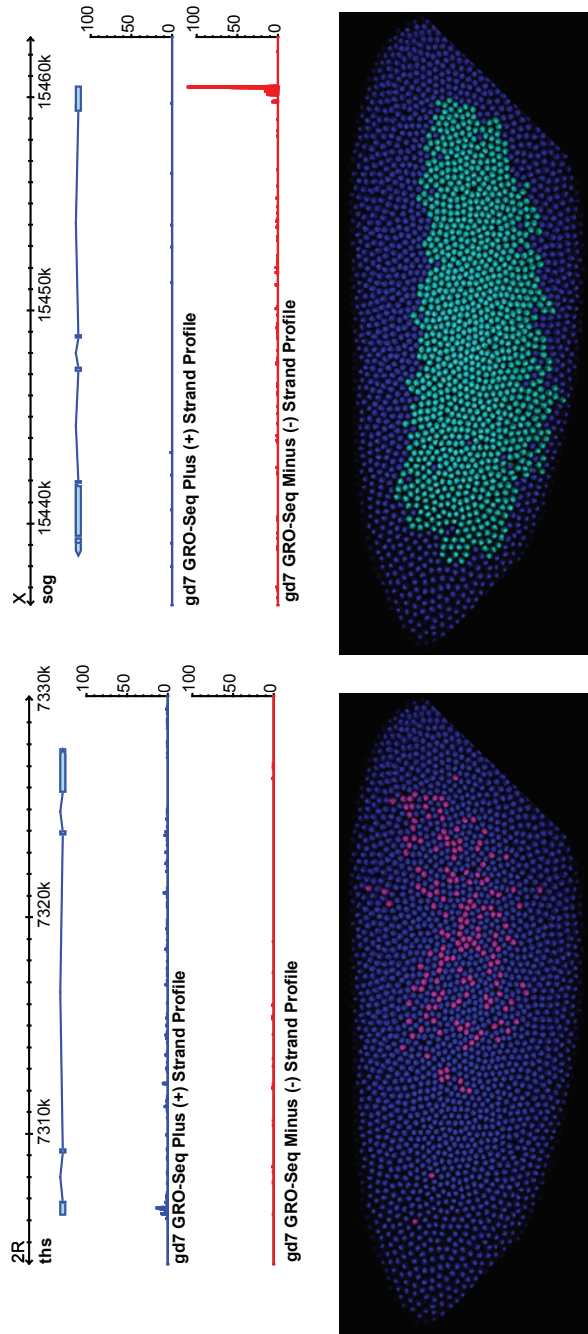 2R
ths
7310k
7320k
7330k
100
50
0
gd7 GRO-Seq Plus (+) Strand Profile
100
50
0
gd7 GRO-Seq Minus (-) Strand Profile
X
sog
15440k
15450k
15460k
100
50
0
gd7 GRO-Seq Plus (+) Strand Profile
100
50
0
gd7 GRO-Seq Minus (-) Strand Profile